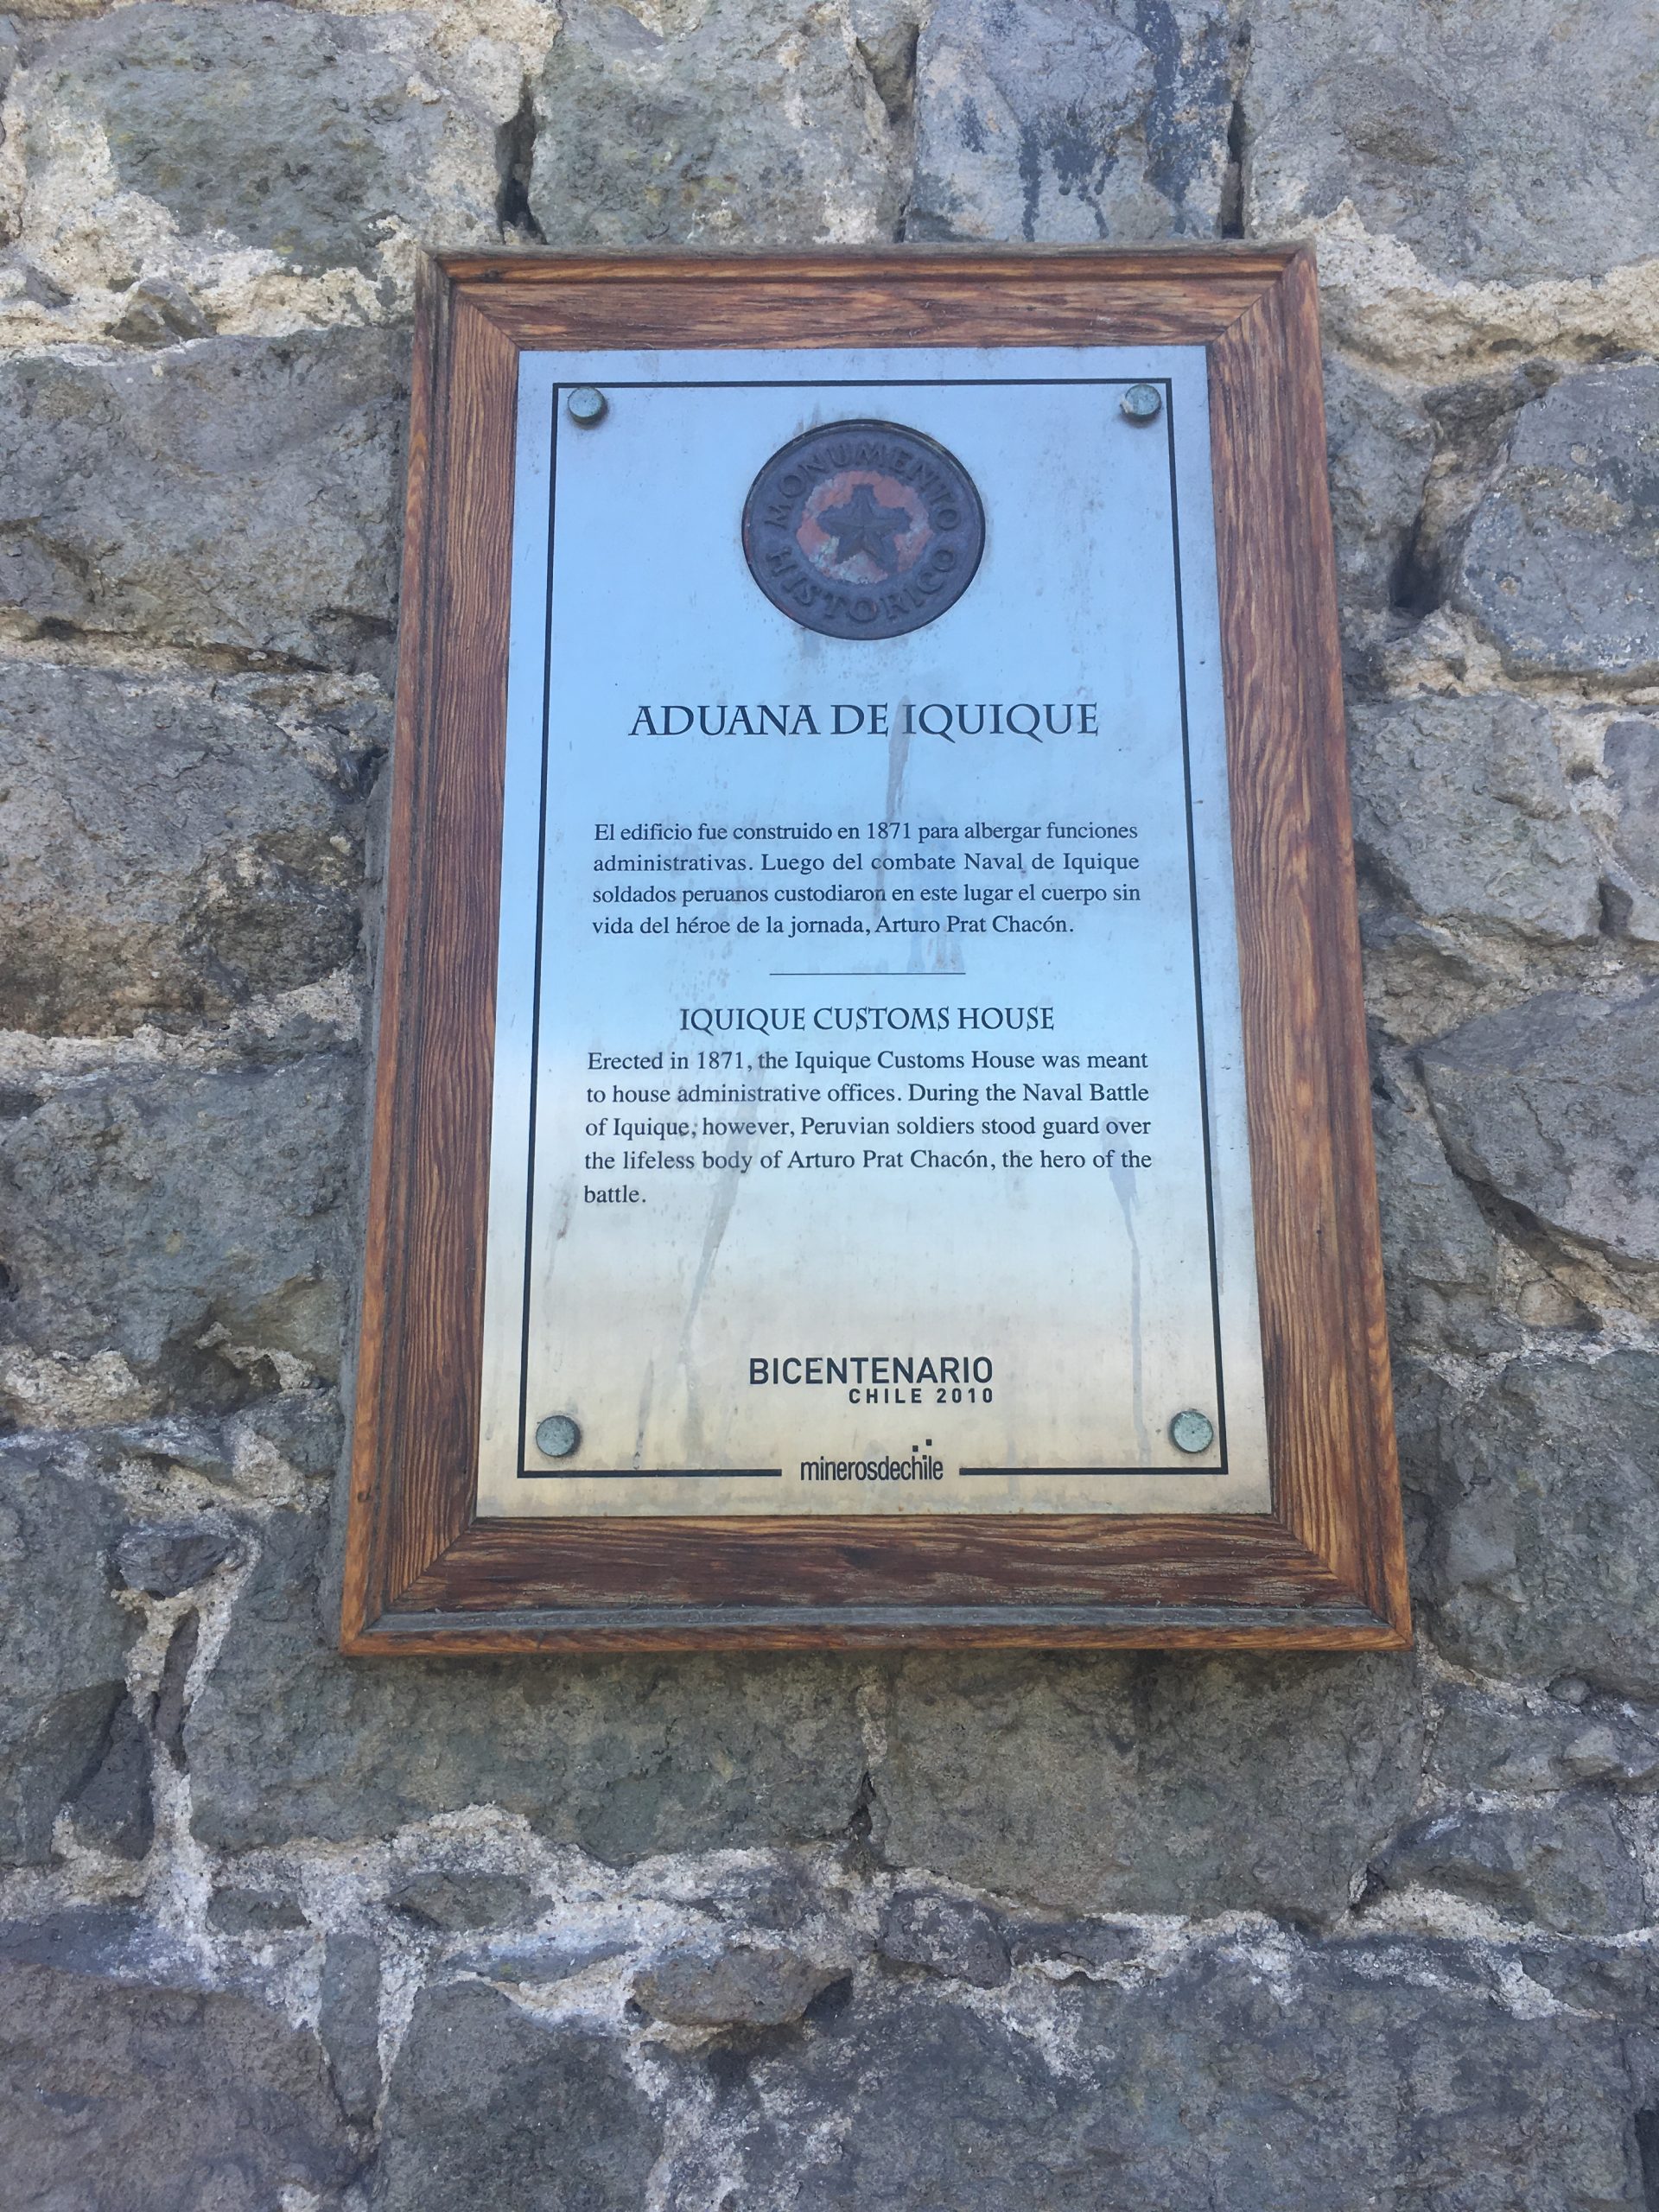 MONUMENTO
HISTORICO
ADUANA DE IQUIQUE
El edificio fue construido en 1871 para albergar funciones
administrativas. Luego del combate Naval de Iquique
soldados peruanos custodiaron en este lugar el cuerpo sin
vida del héroe de la jornada, Arturo Prat Chacón.
IQUIQUE CUSTOMS HOUSE
Erected in 1871, the Iquique Customs House was meant
to house administrative offices. During the Naval Battle
of Iquique, however, Peruvian soldiers stood guard over
the lifeless body of Arturo Prat Chacón, the hero of the
battle.
BICENTENARIO
CHILE 2010
minerosdechile